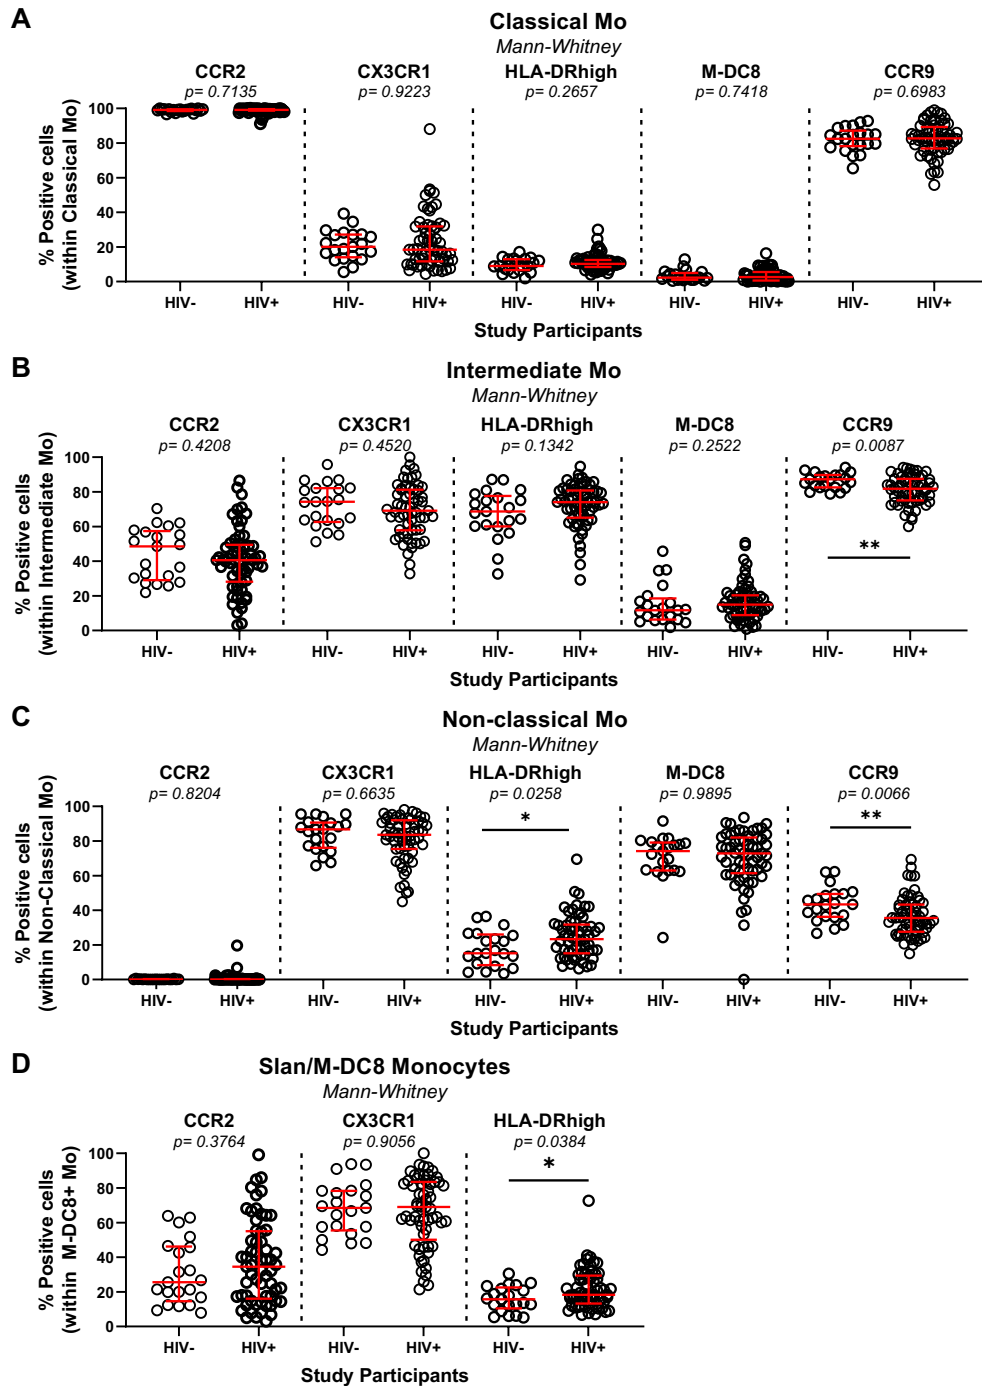 A
Classical Mo
Mann-Whitney
CCR2 CX3CR1 HLA-DRhigh M-DC8 CCR9
p= 0.7135 p= 0.9223 p= 0.2657 p= 0.7418 p= 0.6983
% Positive cells
(within Classical Mo)
100
80
60
40
20
0
HIV- HIV+ HIV- HIV+ HIV- HIV+ HIV- HIV+ HIV- HIV+
Study Participants
B
Intermediate Mo
Mann-Whitney
CCR2 CX3CR1 HLA-DRhigh M-DC8 CCR9
p= 0.4208 p= 0.4520 p= 0.1342 p= 0.2522 p= 0.0087
% Positive cells
(within Intermediate Mo)
100
80
60
40
20
0
**
HIV- HIV+ HIV- HIV+ HIV- HIV+ HIV- HIV+ HIV- HIV+
Study Participants
C
Non-classical Mo
Mann-Whitney
CCR2 CX3CR1 HLA-DRhigh M-DC8 CCR9
p= 0.8204 p= 0.6635 p= 0.0258 p= 0.9895 p= 0.0066
% Positive cells
(within Non-Classical Mo)
100
80
60
40
20
0
* **
HIV- HIV+ HIV- HIV+ HIV- HIV+ HIV- HIV+ HIV- HIV+
Study Participants
D
Slan/M-DC8 Monocytes
Mann-Whitney
CCR2 CX3CR1 HLA-DRhigh
p= 0.3764 p= 0.9056 p= 0.0384
% Positive cells
(within M-DC8+ Mo)
100
80
60
40
20
0
*
HIV- HIV+ HIV- HIV+ HIV- HIV+
Study Participants